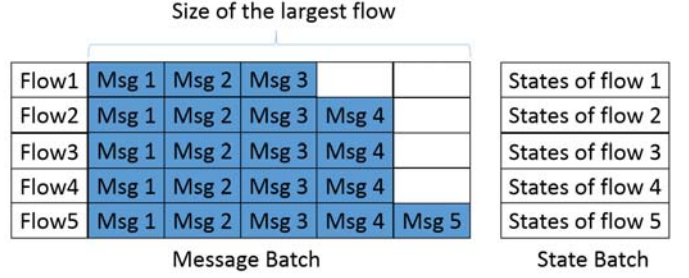 Size of the largest flow
Flow1 Msg 1 Msg 2 Msg 3 States of flow 1
Flow2 Msg 1 Msg 2 Msg 3 Msg 4 States of flow 2
Flow3 Msg 1 Msg 2 Msg 3 Msg 4 States of flow 3
Flow4 Msg 1 Msg 2 Msg 3 Msg 4 States of flow 4
Flow5 Msg 1 Msg 2 Msg 3 Msg 4 Msg 5 States of flow 5
Message Batch State Batch